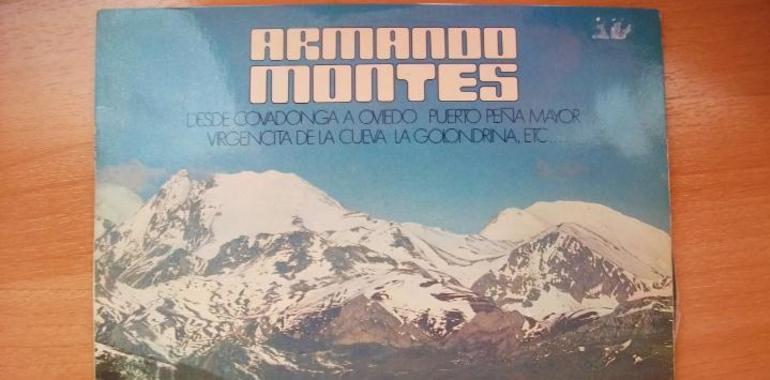 ARMANDO
MONTES
DESDE COVADONGA A OVIEDO PUERTO PEÑA MAYOR
VIRGENCITA DE LA CUEVA LA GOLONDRINA, ETC....